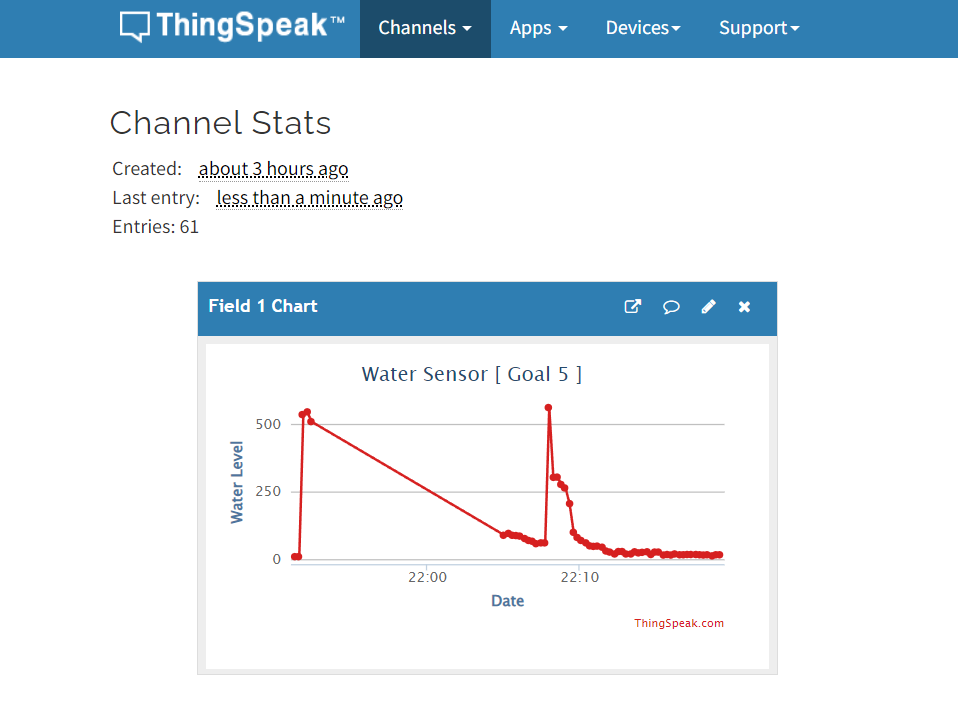 ThingSpeak™ Channels Apps Devices Support
Channel Stats
Created: about 3 hours ago
Last entry: less than a minute ago
Entries: 61
Field 1 Chart
Water Sensor [ Goal 5 ]
Water Level
500
250
0
22:00 22:10
Date
ThingSpeak.com